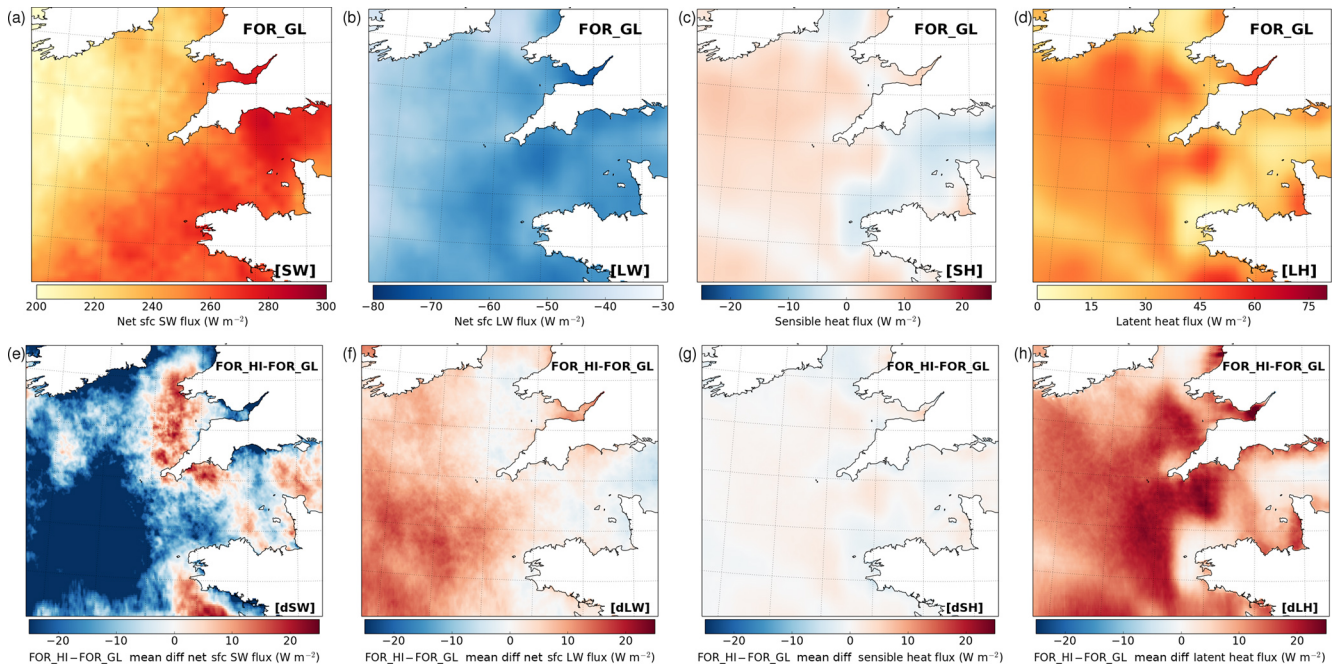 (a)
FOR_GL
[SW]
200 220 240 260 280 300
Net sfc SW flux (W m⁻²)
(b)
FOR_GL
[LW]
−80 −70 −60 −50 −40 −30
Net sfc LW flux (W m⁻²)
(c)
FOR_GL
[SH]
−20 −10 0 10 20
Sensible heat flux (W m⁻²)
(d)
FOR_GL
[LH]
0 15 30 45 60 75
Latent heat flux (W m⁻²)
(e)
FOR_HI-FOR_GL
[dSW]
−20 −10 0 10 20
FOR_HI−FOR_GL mean diff net sfc SW flux (W m⁻²)
(f)
FOR_HI-FOR_GL
[dLW]
−20 −10 0 10 20
FOR_HI−FOR_GL mean diff net sfc LW flux (W m⁻²)
(g)
FOR_HI-FOR_GL
[dSH]
−20 −10 0 10 20
FOR_HI−FOR_GL mean diff sensible heat flux (W m⁻²)
(h)
FOR_HI-FOR_GL
[dLH]
−20 −10 0 10 20
FOR_HI−FOR_GL mean diff latent heat flux (W m⁻²)